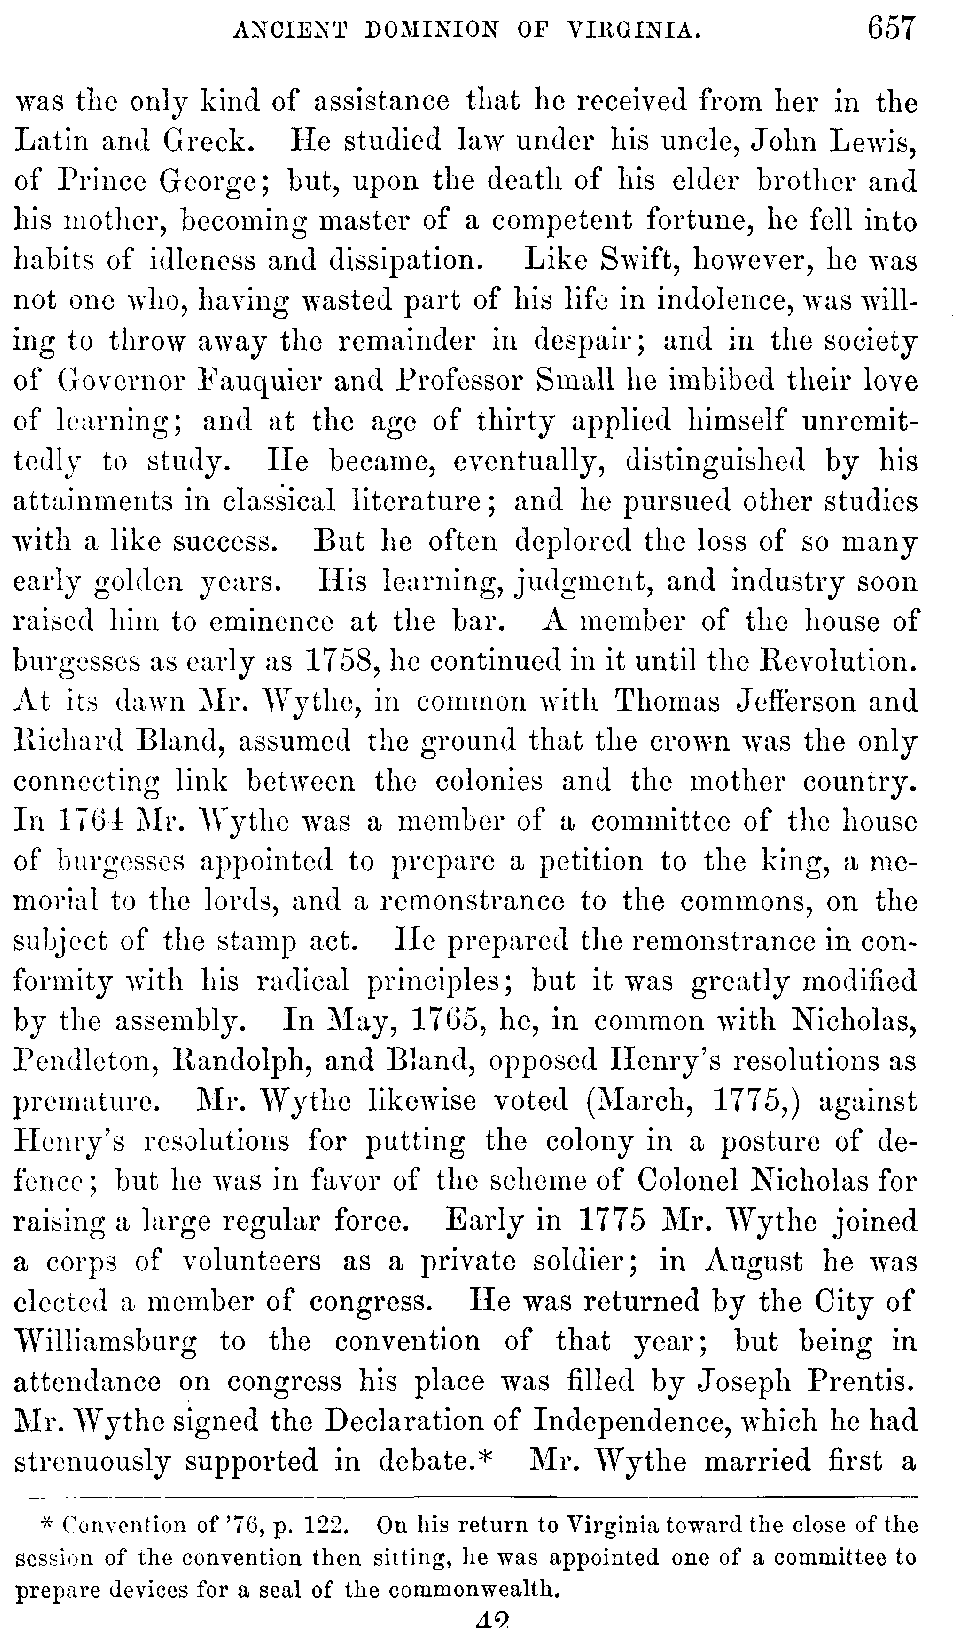 ANCIENT DOMINION OF VIRGINIA. 657
was the only kind of assistance that he received from her in the
Latin and Greek. He studied law under his uncle, John Lewis,
of Prince George; but, upon the death of his elder brother and
his mother, becoming master of a competent fortune, he fell into
habits of idleness and dissipation. Like Swift, however, he was
not one who, having wasted part of his life in indolence, was will-
ing to throw away the remainder in despair; and in the society
of Governor Fauquier and Professor Small he imbibed their love
of learning; and at the age of thirty applied himself unremit-
tedly to study. He became, eventually, distinguished by his
attainments in classical literature; and he pursued other studies
with a like success. But he often deplored the loss of so many
early golden years. His learning, judgment, and industry soon
raised him to eminence at the bar. A member of the house of
burgesses as early as 1758, he continued in it until the Revolution.
At its dawn Mr. Wythe, in common with Thomas Jefferson and
Richard Bland, assumed the ground that the crown was the only
connecting link between the colonies and the mother country.
In 1764 Mr. Wythe was a member of a committee of the house
of burgesses appointed to prepare a petition to the king, a me-
morial to the lords, and a remonstrance to the commons, on the
subject of the stamp act. He prepared the remonstrance in con-
formity with his radical principles; but it was greatly modified
by the assembly. In May, 1765, he, in common with Nicholas,
Pendleton, Randolph, and Bland, opposed Henry's resolutions as
premature. Mr. Wythe likewise voted (March, 1775,) against
Henry's resolutions for putting the colony in a posture of de-
fence; but he was in favor of the scheme of Colonel Nicholas for
raising a large regular force. Early in 1775 Mr. Wythe joined
a corps of volunteers as a private soldier; in August he was
elected a member of congress. He was returned by the City of
Williamsburg to the convention of that year; but being in
attendance on congress his place was filled by Joseph Prentis.
Mr. Wythe signed the Declaration of Independence, which he had
strenuously supported in debate.* Mr. Wythe married first a
* Convention of '76, p. 122. On his return to Virginia toward the close of the
session of the convention then sitting, he was appointed one of a committee to
prepare devices for a seal of the commonwealth.
42